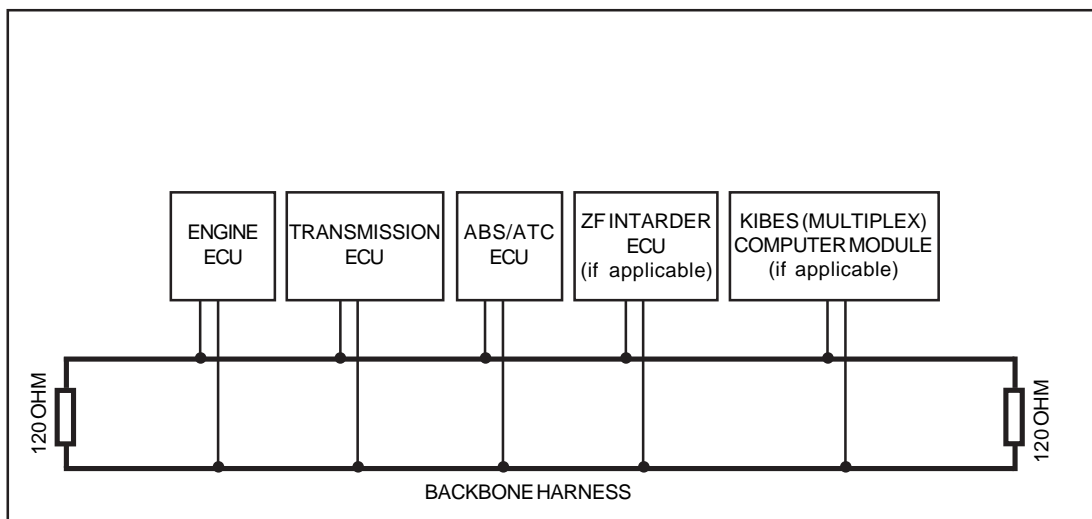 ENGINE
ECU
TRANSMISSION
ECU
ABS/ATC
ECU
ZF INTARDER
ECU
(if applicable)
KIBES (MULTIPLEX)
COMPUTER MODULE
(if applicable)
120 OHM
120 OHM
BACKBONE HARNESS